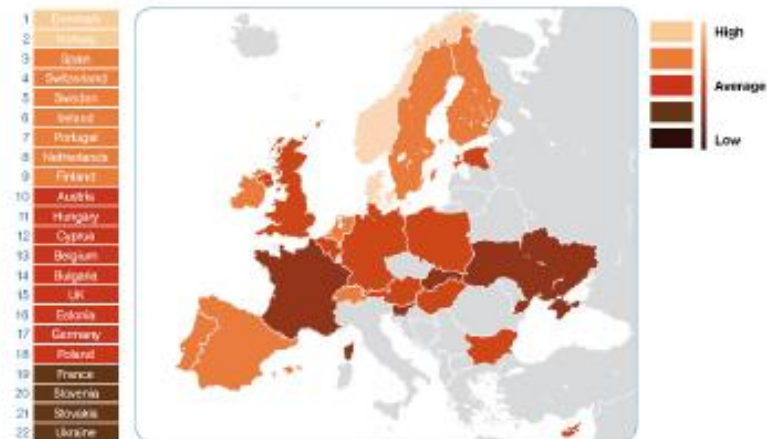 1 Denmark
2 Norway
3 Spain
4 Switzerland
5 Sweden
6 Ireland
7 Portugal
8 Netherlands
9 Finland
10 Austria
11 Hungary
12 Cyprus
13 Belgium
14 Bulgaria
15 UK
16 Estonia
17 Germany
18 Poland
19 France
20 Slovenia
21 Slovakia
22 Ukraine
High
Average
Low